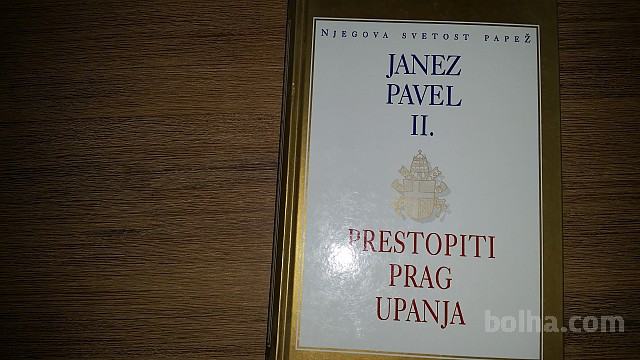 NJEGOVA SVETOST PAPEŽ
JANEZ
PAVEL
II.
PRESTOPITI
PRAG
UPANJA
bolha.com